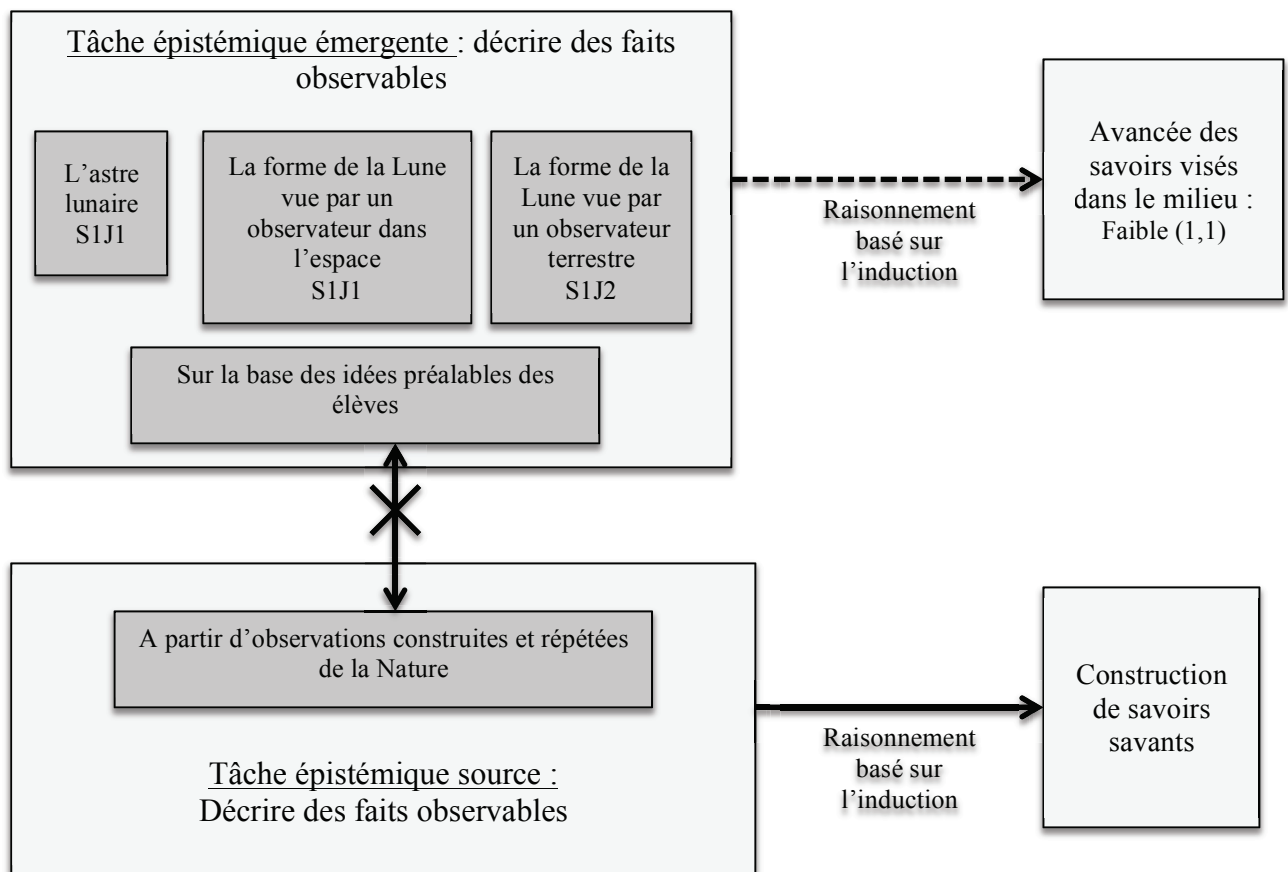 Tâche épistémique émergente : décrire des faits
observables
L’astre
lunaire
S1J1
La forme de la Lune
vue par un
observateur dans
l’espace
S1J1
La forme de la
Lune vue par
un observateur
terrestre
S1J2
Sur la base des idées préalables des
élèves
Raisonnement
basé sur
l’induction
Avancée des
savoirs visés
dans le milieu :
Faible (1,1)
A partir d’observations construites et répétées
de la Nature
Tâche épistémique source :
Décrire des faits observables
Raisonnement
basé sur
l’induction
Construction
de savoirs
savants